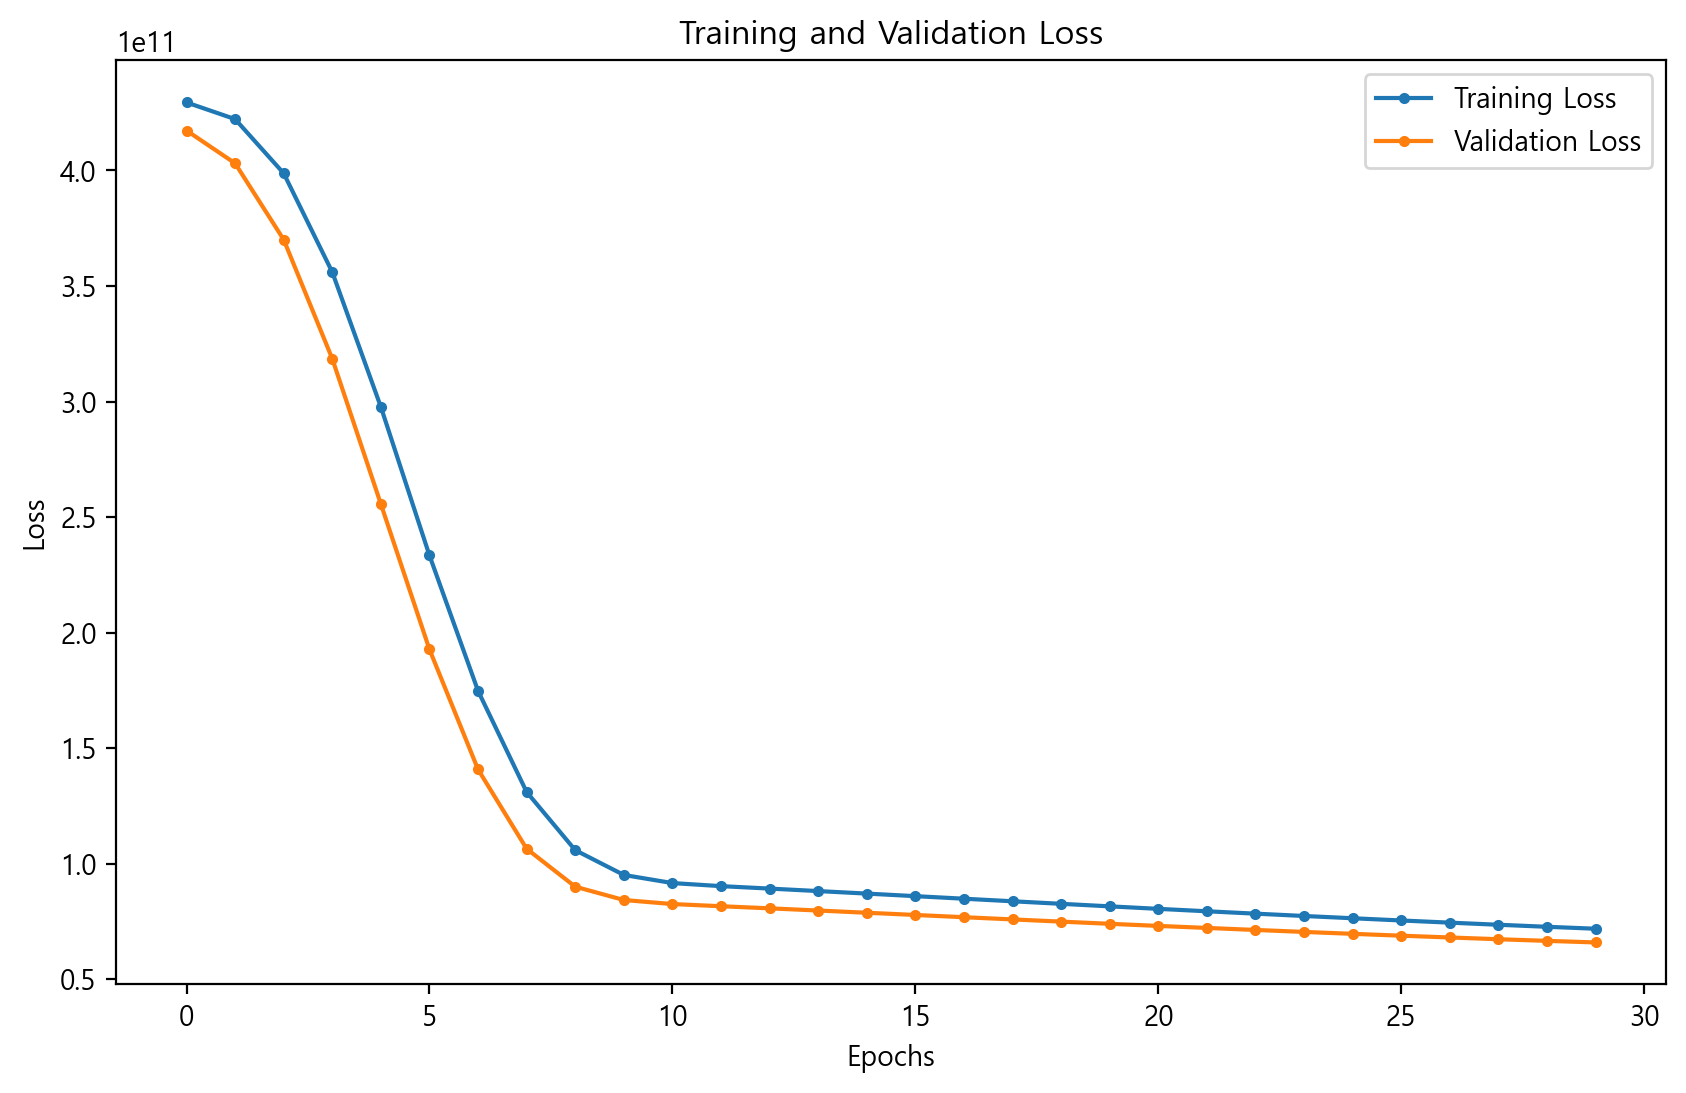 Training and Validation Loss
1e11
Training Loss
Validation Loss
4.0
3.5
3.0
2.5
2.0
1.5
1.0
0.5
Loss
0 5 10 15 20 25 30
Epochs